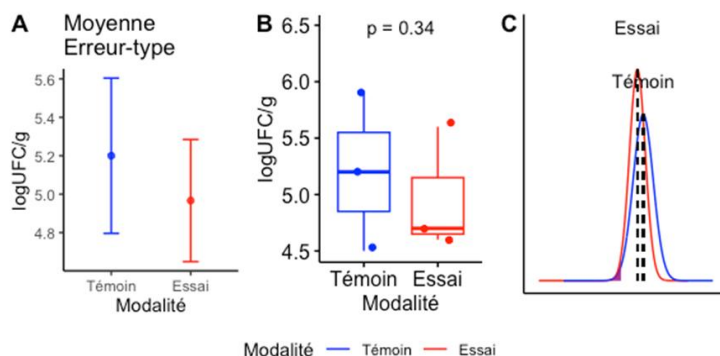 A
Moyenne
Erreur-type
logUFC/g
5.6
5.4
5.2
5.0
4.8
Témoin Essai
Modalité
B
p = 0.34
logUFC/g
6.5
6.0
5.5
5.0
4.5
Témoin Essai
Modalité
C
Essai
Témoin
Modalité Témoin Essai